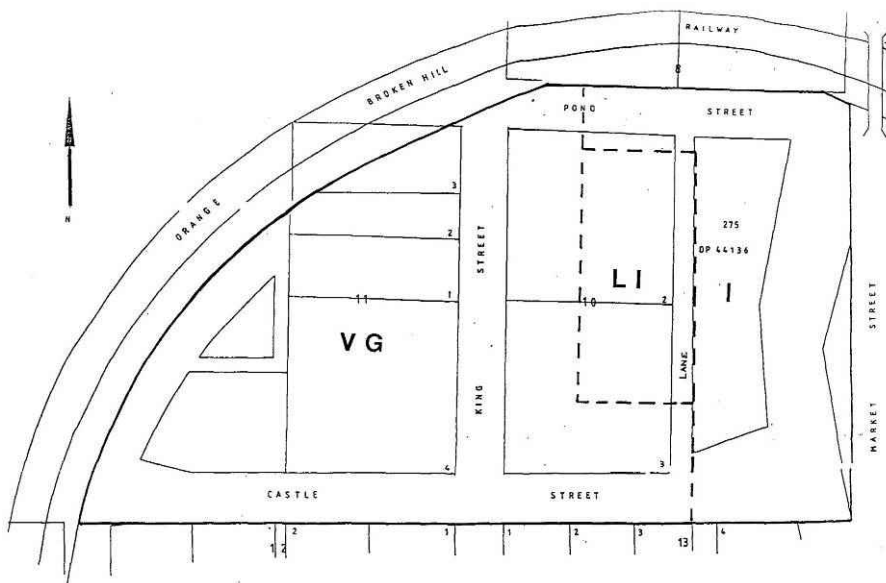 RAILWAY
BROKEN HILL
8
POND STREET
ORANGE
N
3
2
STREET
275
DP 44136
LI
I
11
1
10
2
VG
STREET
LANE
KING
MARKET
4
3
CASTLE STREET
12
2
1
1
2
3
13
4